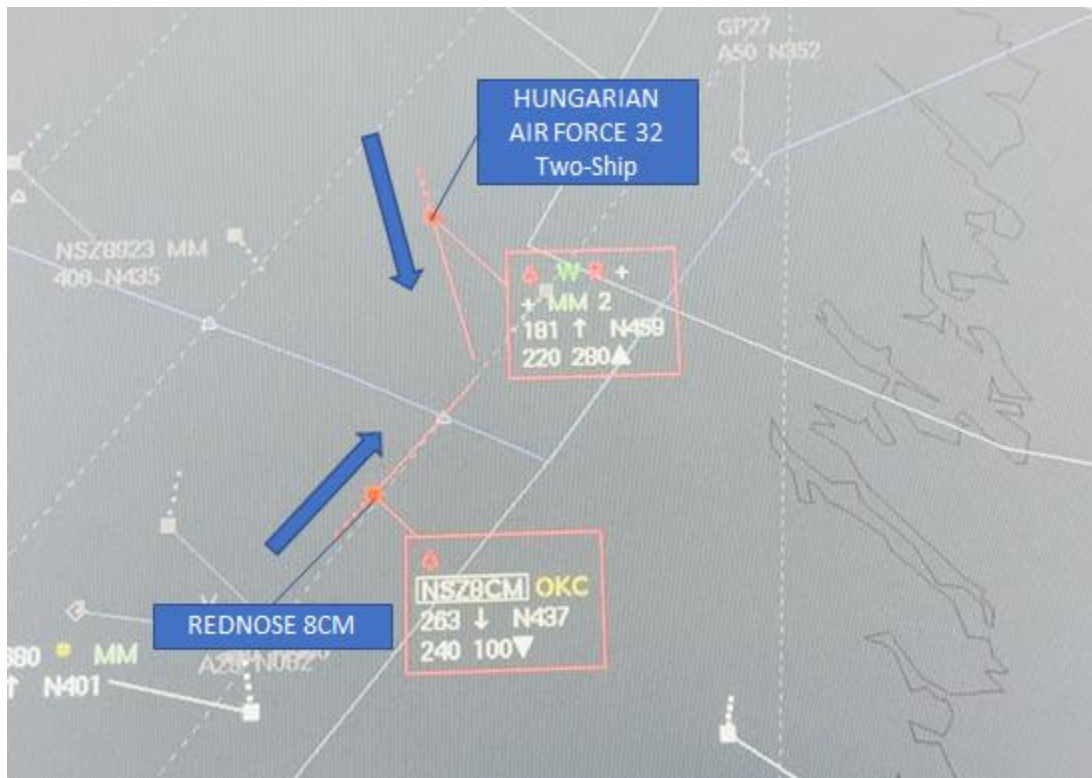 GP27
A50 N352
HUNGARIAN
AIR FORCE 32
Two-Ship
NSZ8923 MM
400 N435
W +
+ MM 2
181 ↑ N459
220 280▲
NSZ8CM OKC
263 ↓ N437
240 100▼
REDNOSE 8CM
MM
↑ N401